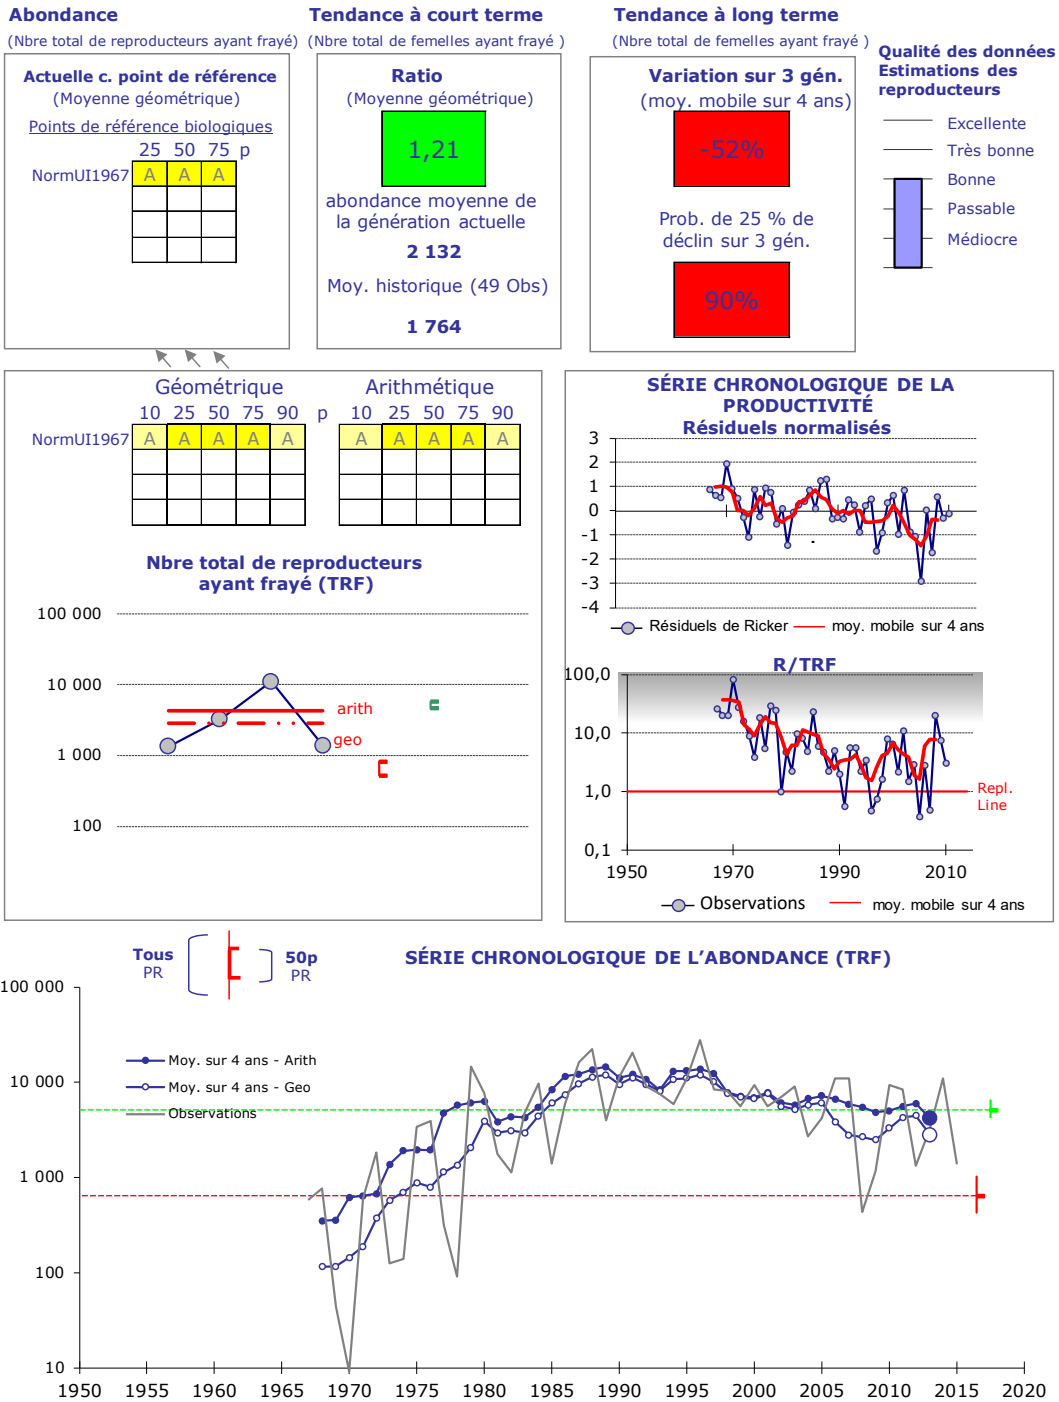 Abondance
(Nbre total de reproducteurs ayant frayé)
Actuelle c. point de référence
(Moyenne géométrique)
Points de référence biologiques
25 50 75 p
NormUI1967 A A A
Tendance à court terme
(Nbre total de femelles ayant frayé )
Ratio
(Moyenne géométrique)
1,21
abondance moyenne de
la génération actuelle
2 132
Moy. historique (49 Obs)
1 764
Tendance à long terme
(Nbre total de femelles ayant frayé )
Variation sur 3 gén.
(moy. mobile sur 4 ans)
-52%
Prob. de 25 % de
déclin sur 3 gén.
90%
Qualité des données
Estimations des
reproducteurs
Excellente
Très bonne
Bonne
Passable
Médiocre
Géométrique Arithmétique
10 25 50 75 90 p 10 25 50 75 90
NormUI1967 A A A A A A A A A A
Nbre total de reproducteurs
ayant frayé (TRF)
100 000
10 000
1 000
100
arith
geo
SÉRIE CHRONOLOGIQUE DE LA
PRODUCTIVITÉ
Résiduels normalisés
3
2
1
0
-1
-2
-3
-4
Résiduels de Ricker moy. mobile sur 4 ans
R/TRF
100,0
10,0
1,0
0,1
Repl.
Line
1950 1970 1990 2010
Observations moy. mobile sur 4 ans
Tous
PR
50p
PR
SÉRIE CHRONOLOGIQUE DE L'ABONDANCE (TRF)
100 000
10 000
1 000
100
10
Moy. sur 4 ans - Arith
Moy. sur 4 ans - Geo
Observations
1950 1955 1960 1965 1970 1975 1980 1985 1990 1995 2000 2005 2010 2015 2020